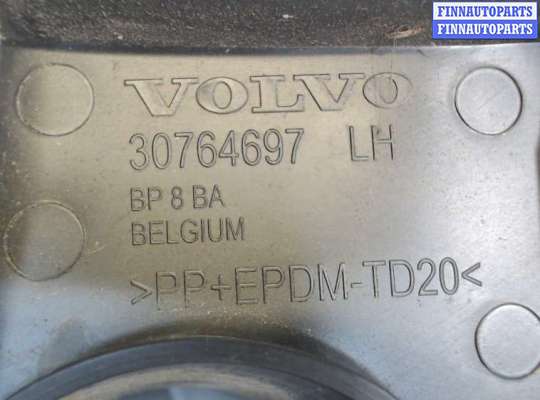 FINNAUTOPARTS
FINNAUTOPARTS
VOLVO
30764697 LH
BP 8 BA
BELGIUM
>PP+EPDM-TD20<